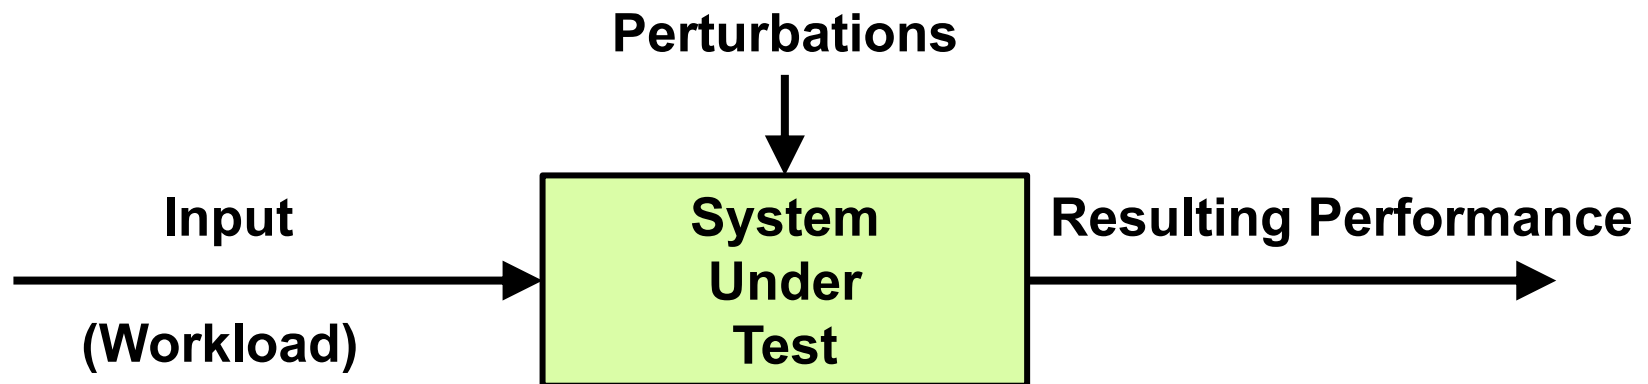 Perturbations
Input
(Workload)
System
Under
Test
Resulting Performance